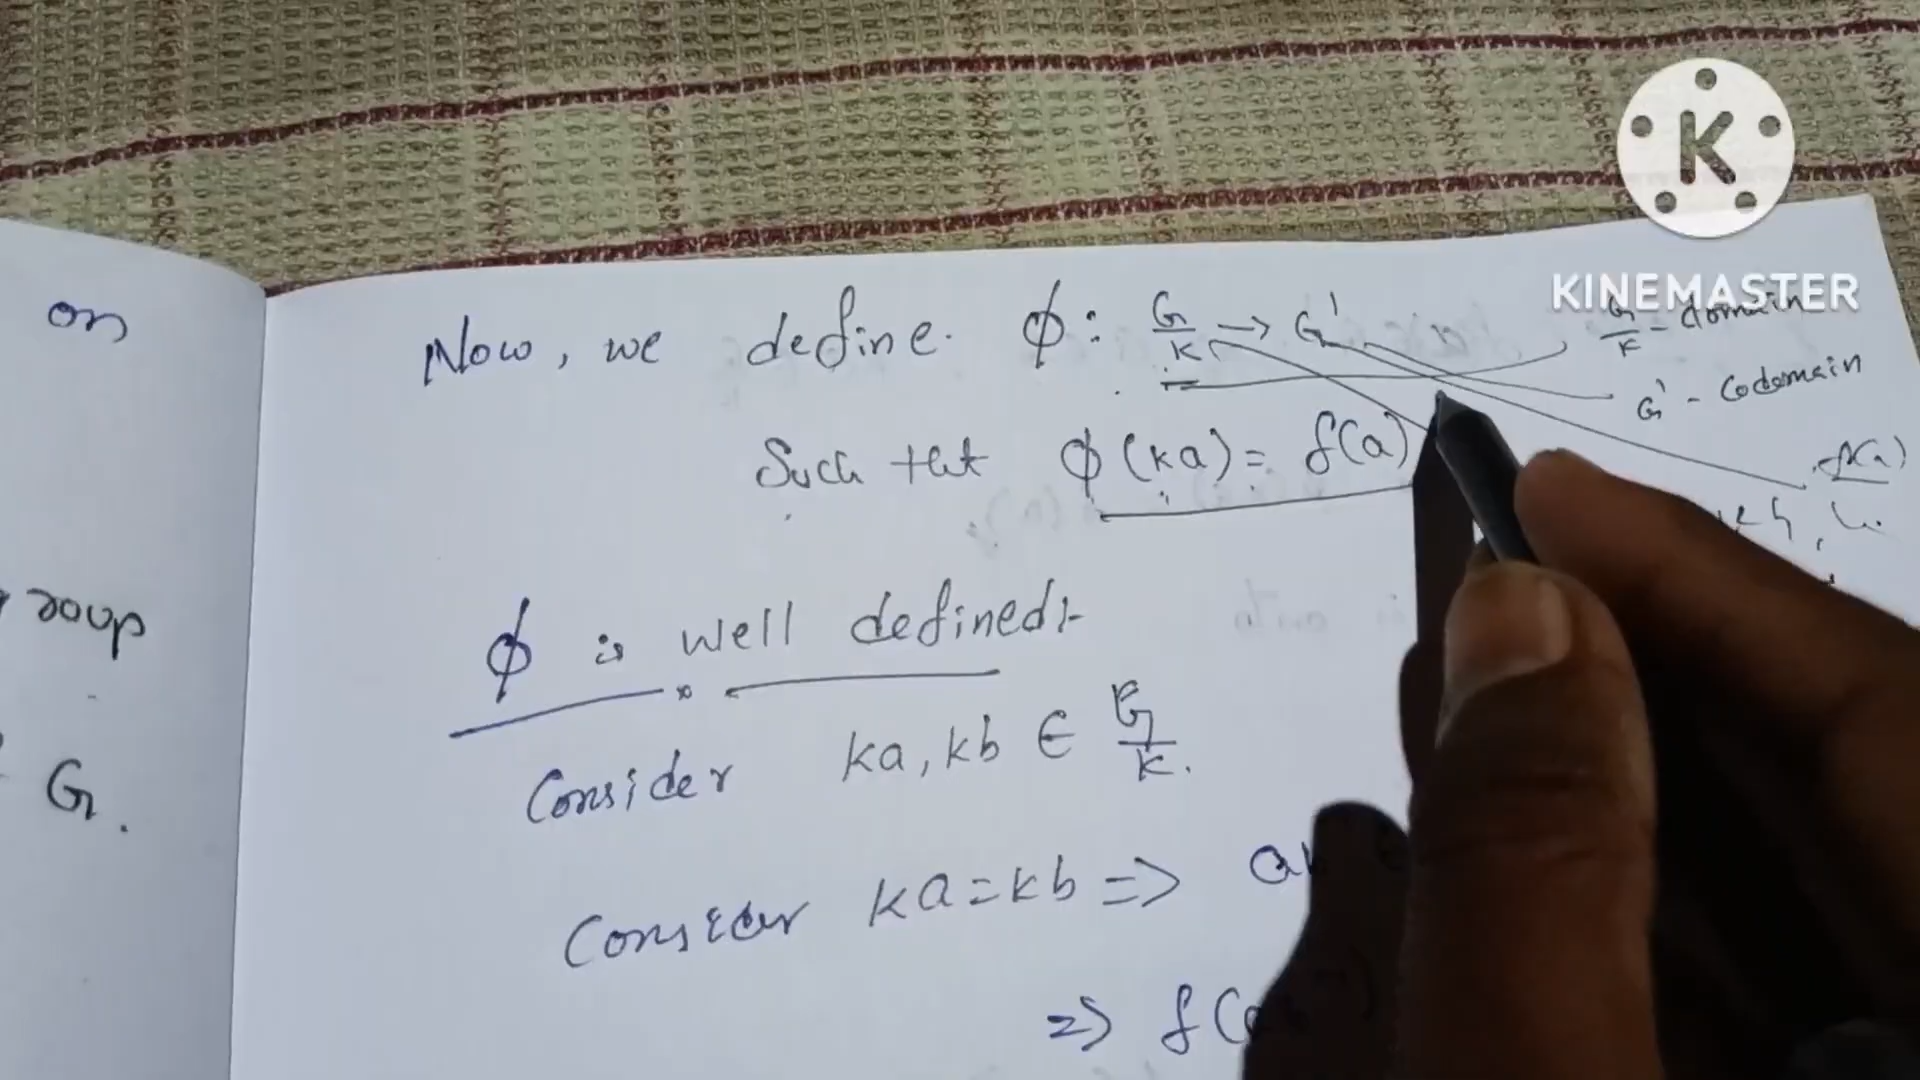 KINEMASTER
on
group
G.
Now, we define. ϕ: G/K → G'
G/K - domain
G' - Codomain
Such that ϕ(ka) = f(a)
f(a)
ϕ is well defined:-
Consider ka, kb ∈ G/K.
Consider ka = kb =>
=> f(